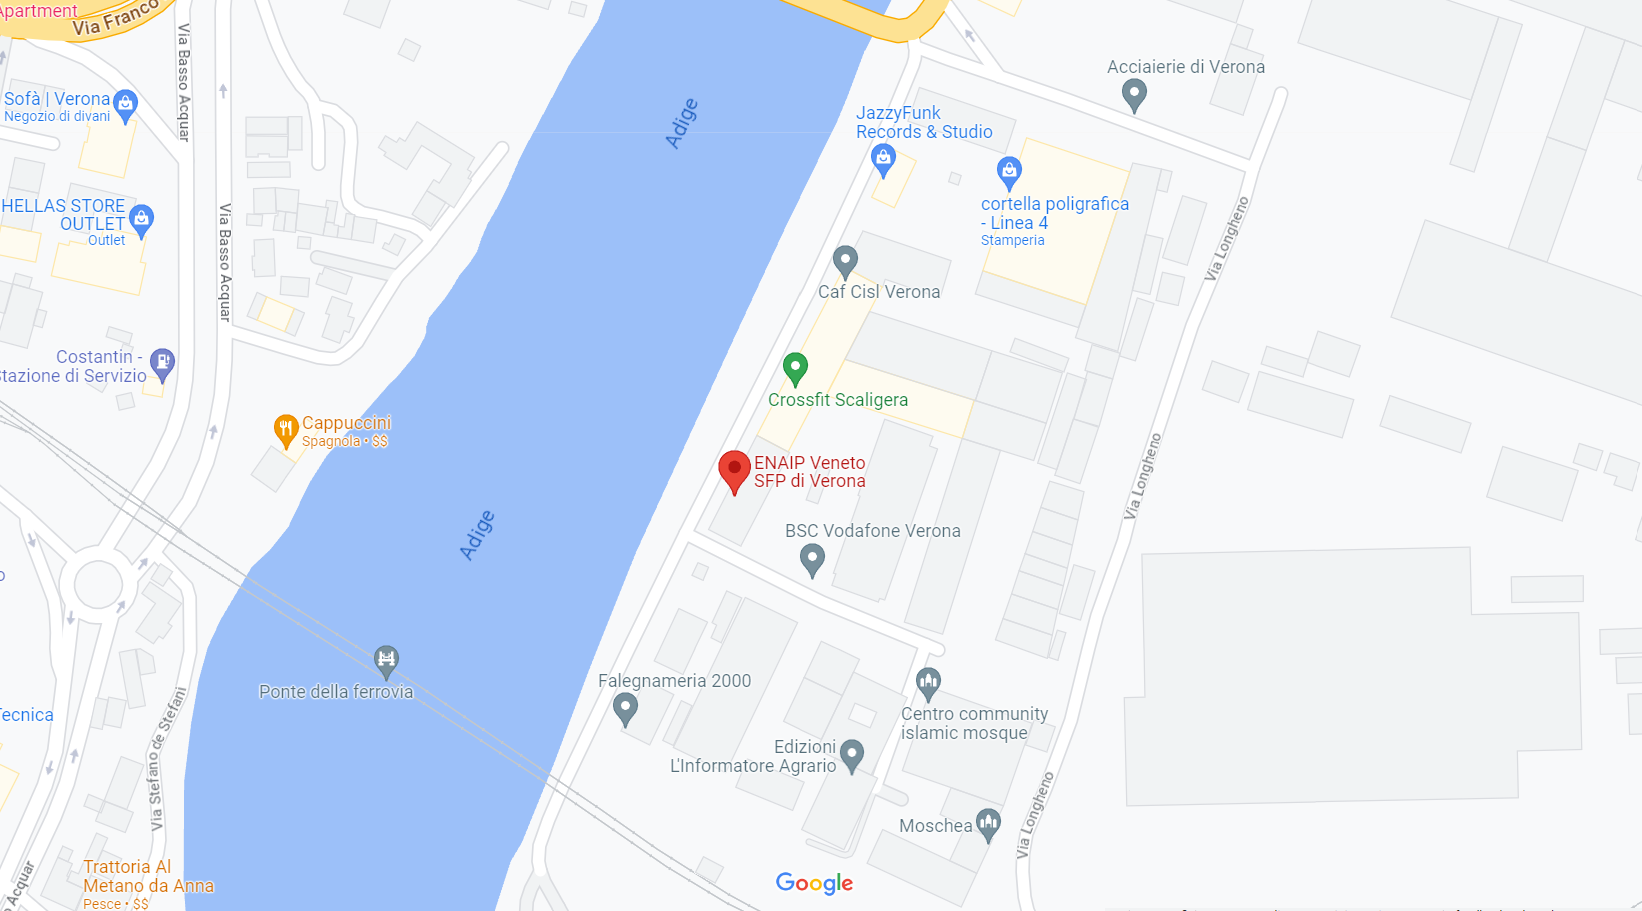 Apartment
Via Franco
Via Basso Acquar
Acciaierie di Verona
Sofà | Verona
Negozio di divani
Adige
JazzyFunk
Records & Studio
HELLAS STORE
OUTLET
Outlet
Via Basso Acquar
cortella poligrafica
- Linea 4
Stamperia
Via Longheno
Caf Cisl Verona
Costantin -
Stazione di Servizio
Crossfit Scaligera
Cappuccini
Spagnola • $$
ENAIP Veneto
SFP di Verona
Via Longheno
Adige
BSC Vodafone Verona
Ponte della ferrovia
Falegnameria 2000
Centro community
islamic mosque
Tecnica
Via Stefano de Stefani
Edizioni
L'Informatore Agrario
Via Longheno
Moschea
Trattoria Al
Metano da Anna
Pesce • $$
Acquar
Google